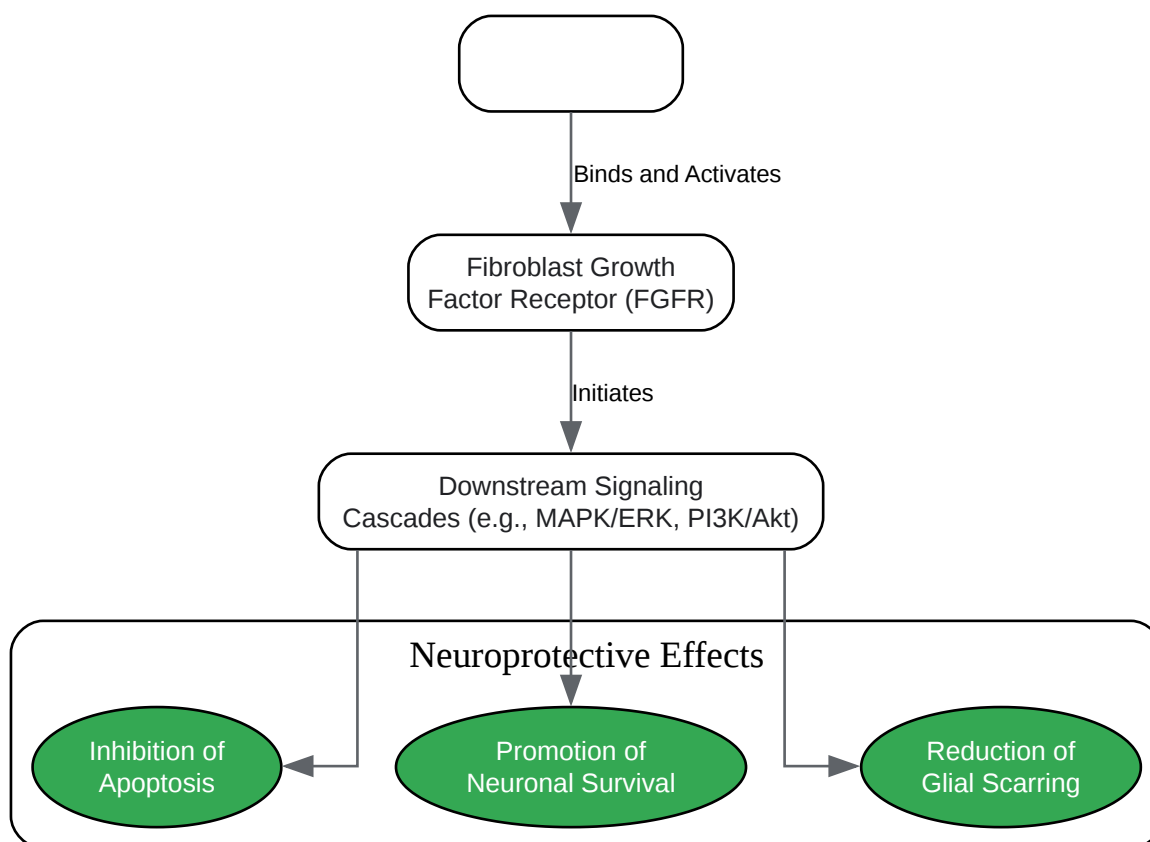 Binds and Activates
Fibroblast Growth
Factor Receptor (FGFR)
Initiates
Downstream Signaling
Cascades (e.g., MAPK/ERK, PI3K/Akt)
Neuroprotective Effects
Inhibition of
Apoptosis
Promotion of
Neuronal Survival
Reduction of
Glial Scarring